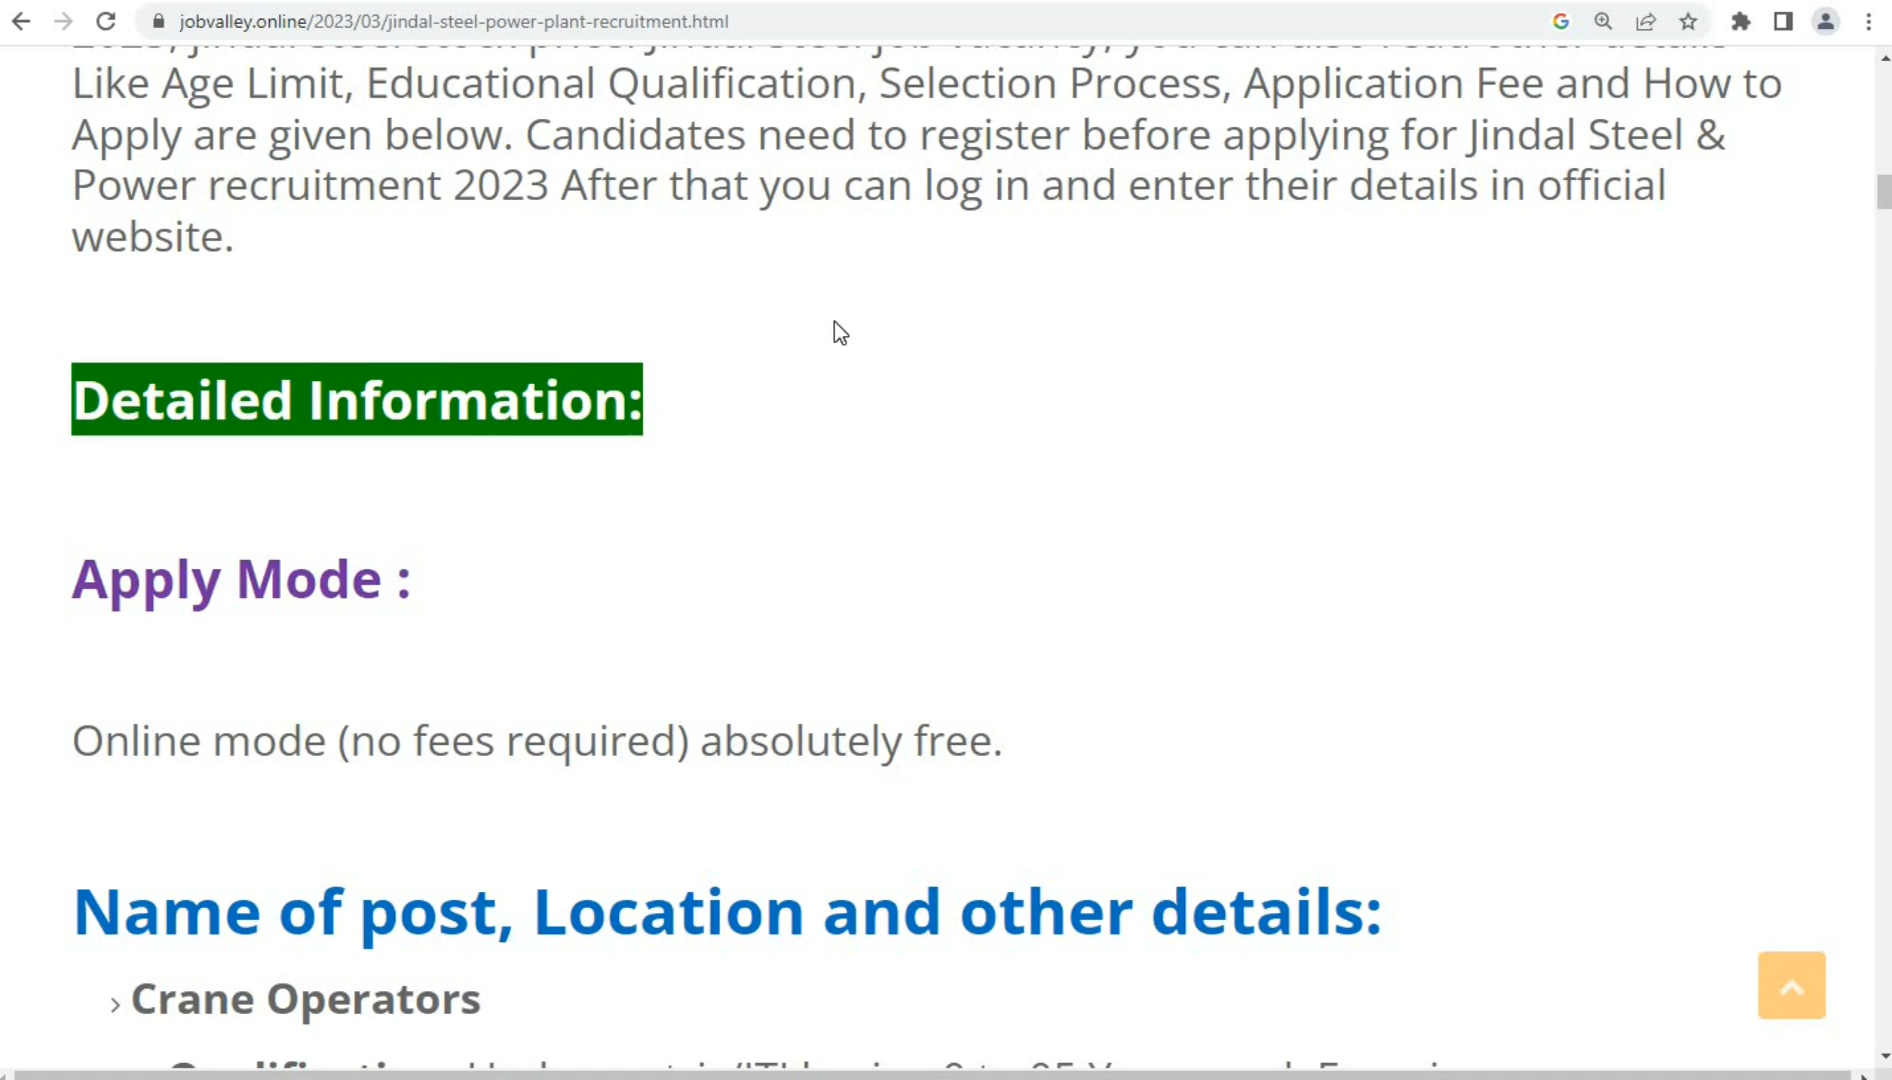 jobvalley.online/2023/03/jindal-steel-power-plant-recruitment.html
Like Age Limit, Educational Qualification, Selection Process, Application Fee and How to
Apply are given below. Candidates need to register before applying for Jindal Steel &
Power recruitment 2023 After that you can log in and enter their details in official
website.
Detailed Information:
Apply Mode :
Online mode (no fees required) absolutely free.
Name of post, Location and other details:
› Crane Operators